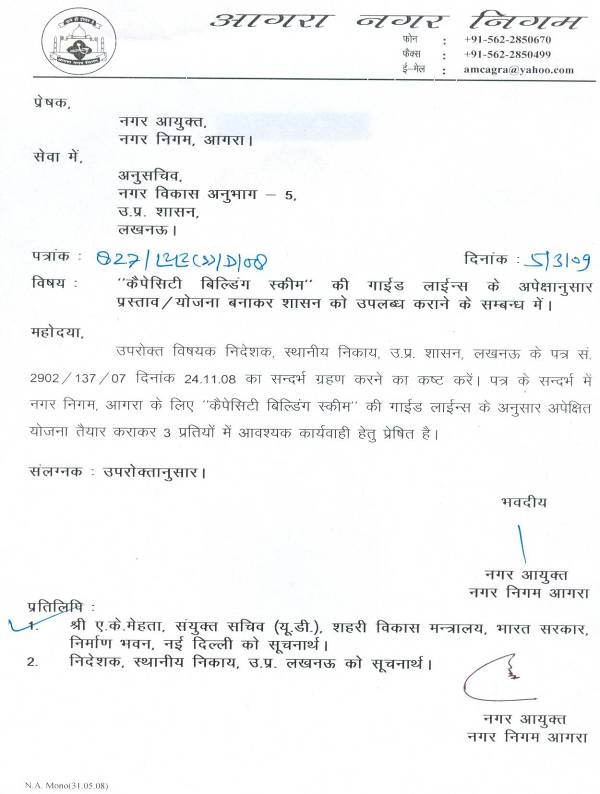 आगरा नगर निगम
फोन : +91-562-2850670
फैक्स : +91-562-2850499
ई-मेल : amcagra@yahoo.com
प्रेषक,
नगर आयुक्त,
नगर निगम, आगरा।
सेवा में,
अनुसचिव,
नगर विकास अनुभाग – 5,
उ.प्र. शासन,
लखनऊ।
पत्रांक : दिनांक : 5/3/09
विषय : "कैपेसिटी बिल्डिंग स्कीम" की गाईड लाईन्स के अपेक्षानुसार
प्रस्ताव/योजना बनाकर शासन को उपलब्ध कराने के सम्बन्ध में।
महोदया,
उपरोक्त विषयक निदेशक, स्थानीय निकाय, उ.प्र. शासन, लखनऊ के पत्र सं.
2902/137/07 दिनांक 24.11.08 का सन्दर्भ ग्रहण करने का कष्ट करें। पत्र के सन्दर्भ में
नगर निगम, आगरा के लिए "कैपेसिटी बिल्डिंग स्कीम" की गाईड लाईन्स के अनुसार अपेक्षित
योजना तैयार कराकर 3 प्रतियों में आवश्यक कार्यवाही हेतु प्रेषित है।
संलग्नक : उपरोक्तानुसार।
भवदीय
नगर आयुक्त
नगर निगम आगरा
प्रतिलिपि :
1. श्री ए.के.मेहता, संयुक्त सचिव (यू.डी.), शहरी विकास मन्त्रालय, भारत सरकार,
निर्माण भवन, नई दिल्ली को सूचनार्थ।
2. निदेशक, स्थानीय निकाय, उ.प्र. लखनऊ को सूचनार्थ।
नगर आयुक्त
नगर निगम आगरा
N.A. Mono(31.05.08)